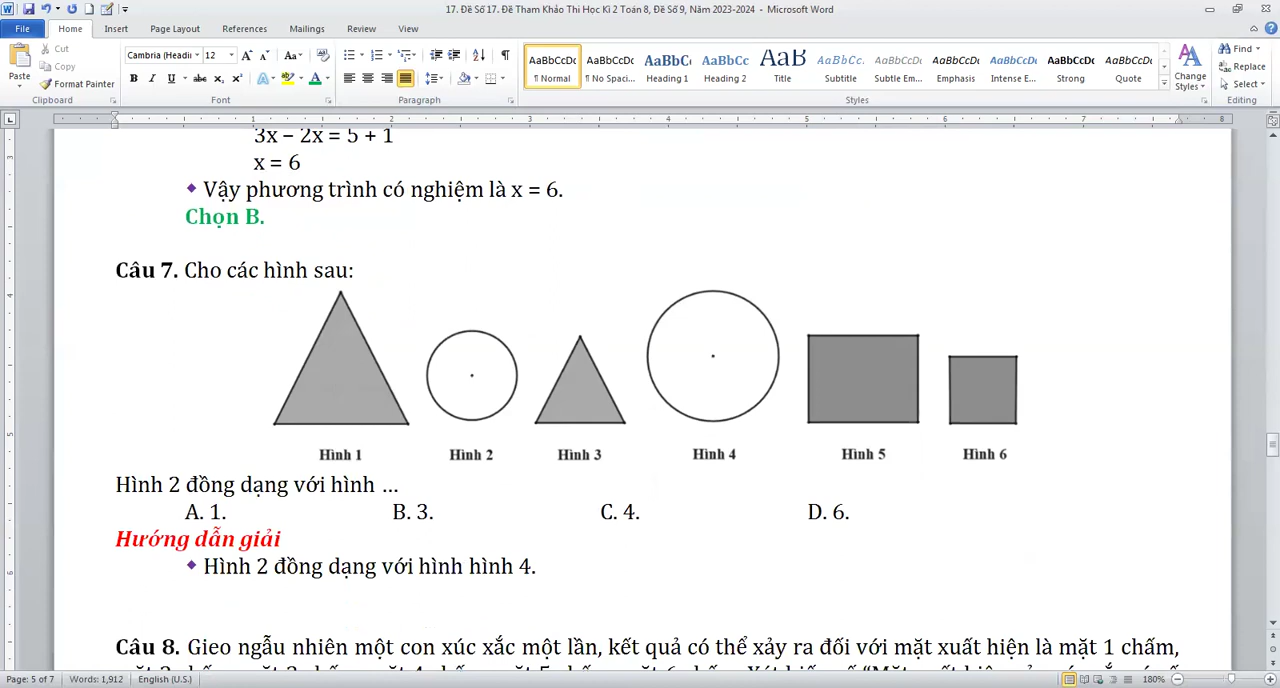 17. Đề Số 17. Đề Tham Khảo Thi Học Kì 2 Toán 8, Đề Số 9, Năm 2023-2024 - Microsoft Word
File Home Insert Page Layout References Mailings Review View
Paste Cut Copy Format Painter Clipboard
Cambria (Headi 12 Font
Paragraph
AaBbCcDc ¶ Normal
AaBbCcDc ¶ No Spaci...
AaBbCc Heading 1
AaBbCc Heading 2
AaB Title
AaBbCc. Subtitle
AaBbCcDc Subtle Em...
AaBbCcDc Emphasis
AaBbCcDc Intense E...
AaBbCcDc Strong
AaBbCcDc Quote
Change Styles Styles
Find Replace Select Editing
3x – 2x = 5 + 1
x = 6
Vậy phương trình có nghiệm là x = 6.
Chọn B.
Câu 7. Cho các hình sau:
Hình 1 Hình 2 Hình 3 Hình 4 Hình 5 Hình 6
Hình 2 đồng dạng với hình ...
A. 1. B. 3. C. 4. D. 6.
Hướng dẫn giải
Hình 2 đồng dạng với hình hình 4.
Câu 8. Gieo ngẫu nhiên một con xúc xắc một lần, kết quả có thể xảy ra đối với mặt xuất hiện là mặt 1 chấm,
Page: 5 of 7 Words: 1,912 English (U.S.) 180%